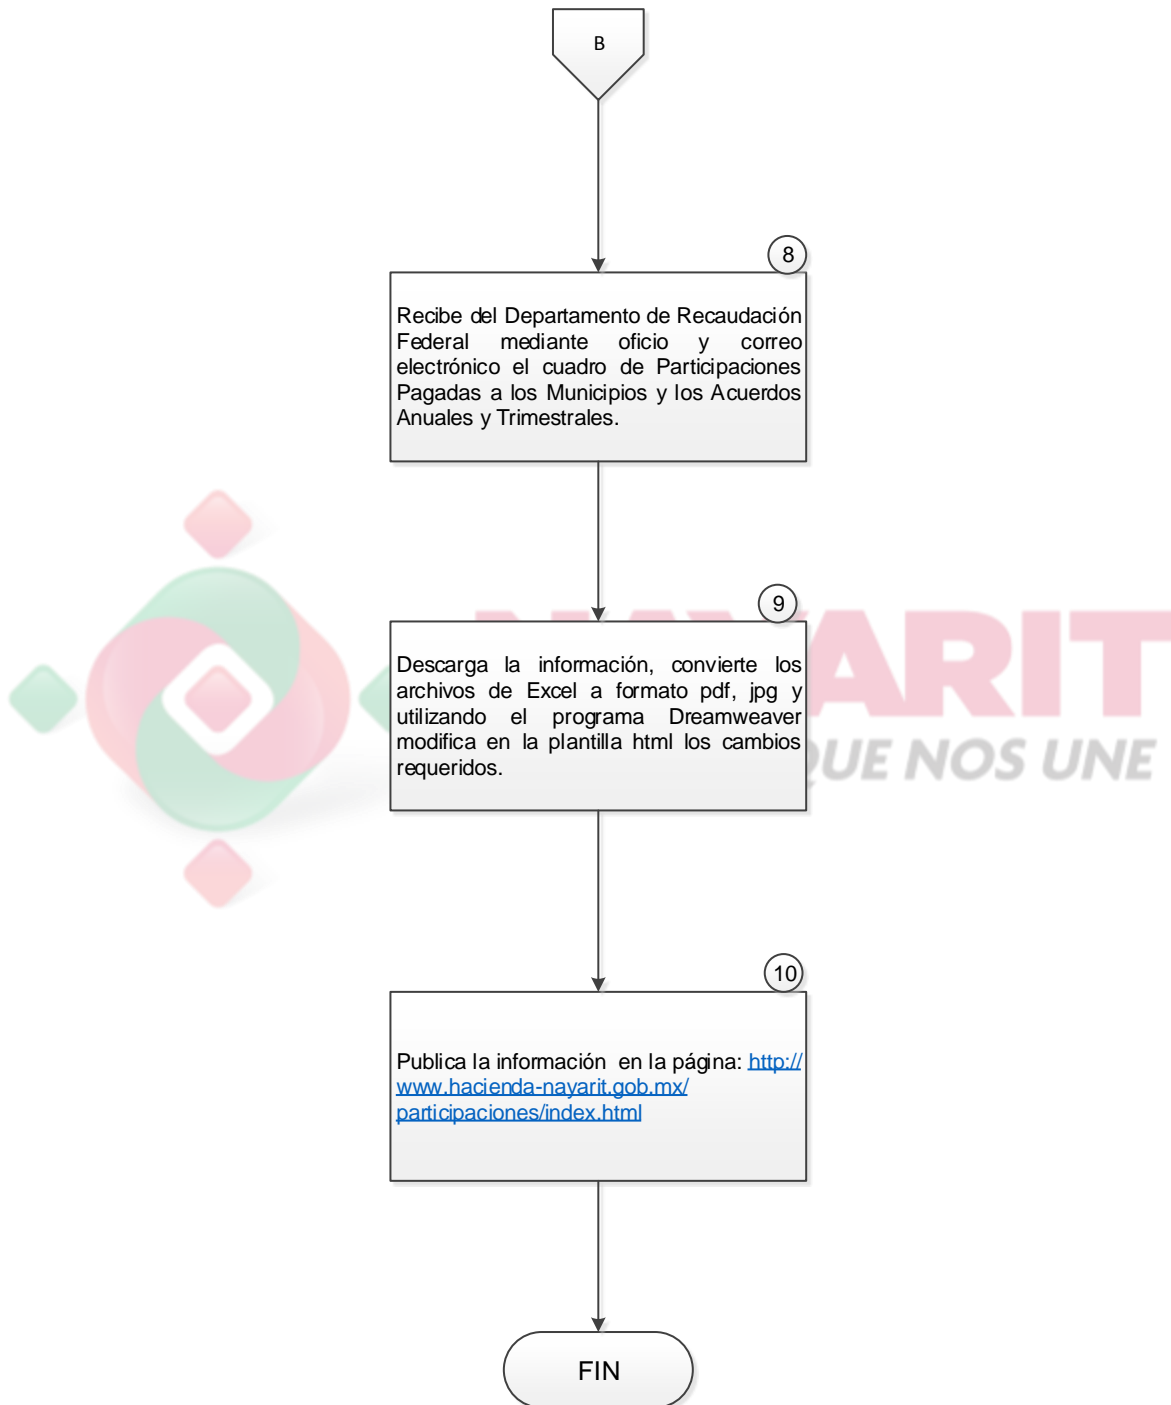 B
8
Recibe del Departamento de Recaudación
Federal mediante oficio y correo
electrónico el cuadro de Participaciones
Pagadas a los Municipios y los Acuerdos
Anuales y Trimestrales.
9
NAYARIT
Descarga la información, convierte los
archivos de Excel a formato pdf, jpg y
utilizando el programa Dreamweaver
modifica en la plantilla html los cambios
requeridos.
QUE NOS UNE
10
Publica la información en la página: http://
www.hacienda-nayarit.gob.mx/
participaciones/index.html
FIN